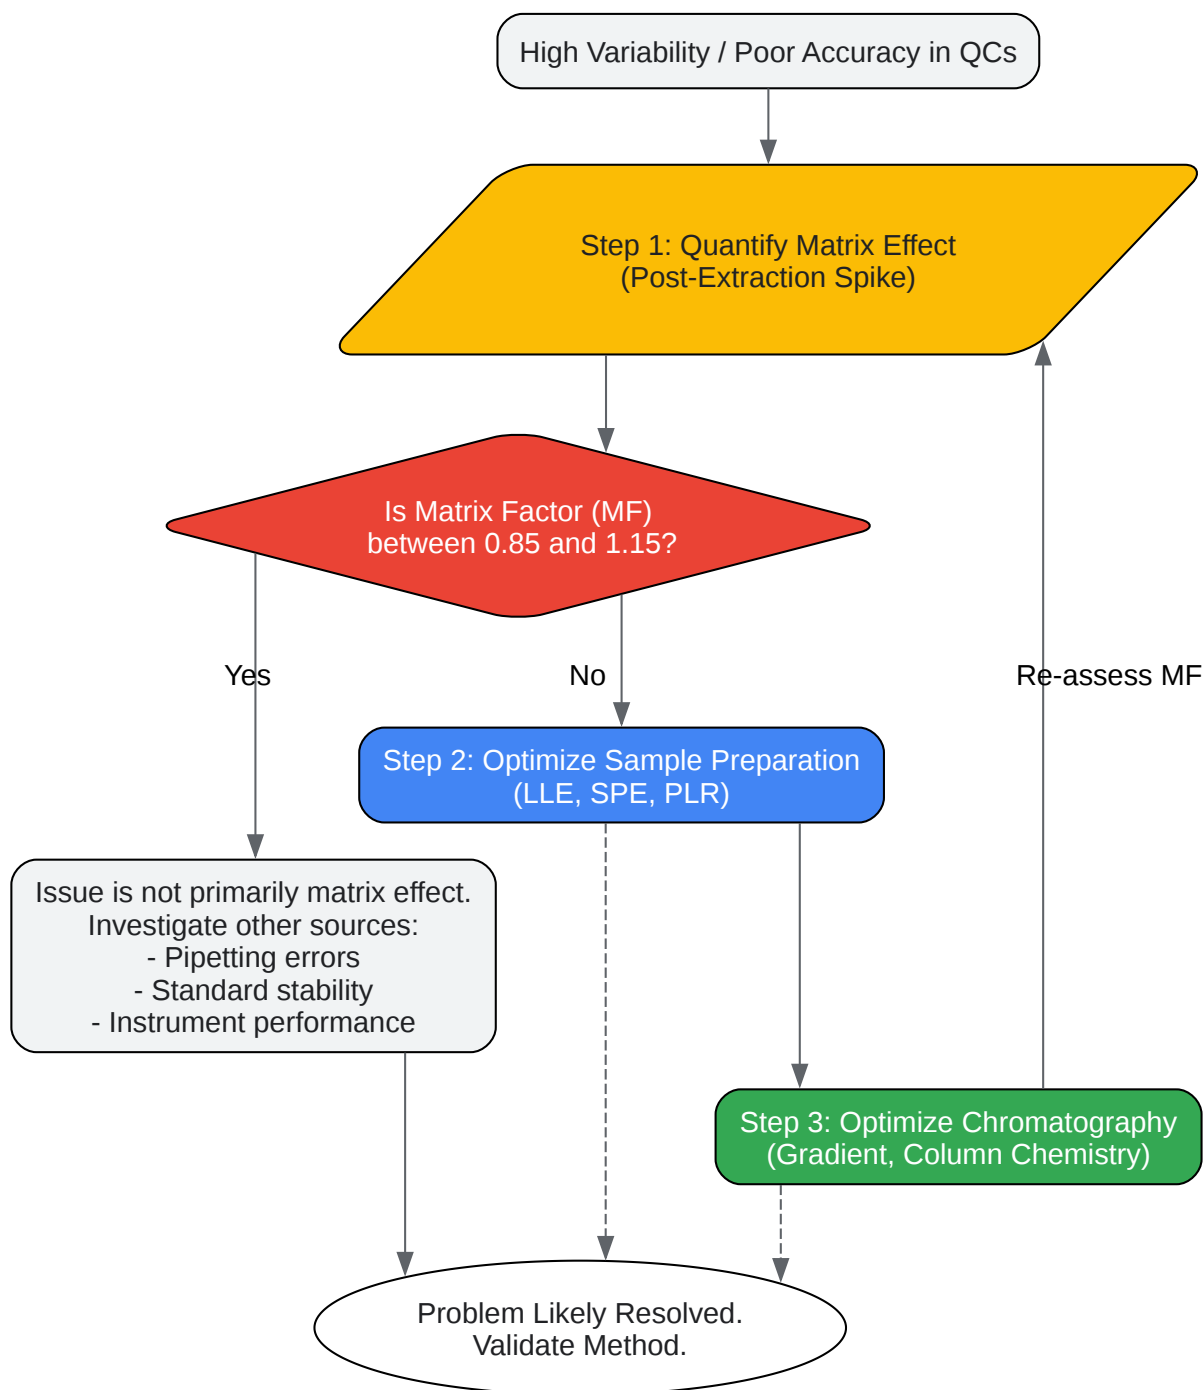 High Variability / Poor Accuracy in QCs
Step 1: Quantify Matrix Effect
(Post-Extraction Spike)
Is Matrix Factor (MF)
between 0.85 and 1.15?
Yes
No
Re-assess MF
Step 2: Optimize Sample Preparation
(LLE, SPE, PLR)
Issue is not primarily matrix effect.
Investigate other sources:
- Pipetting errors
- Standard stability
- Instrument performance
Step 3: Optimize Chromatography
(Gradient, Column Chemistry)
Problem Likely Resolved.
Validate Method.